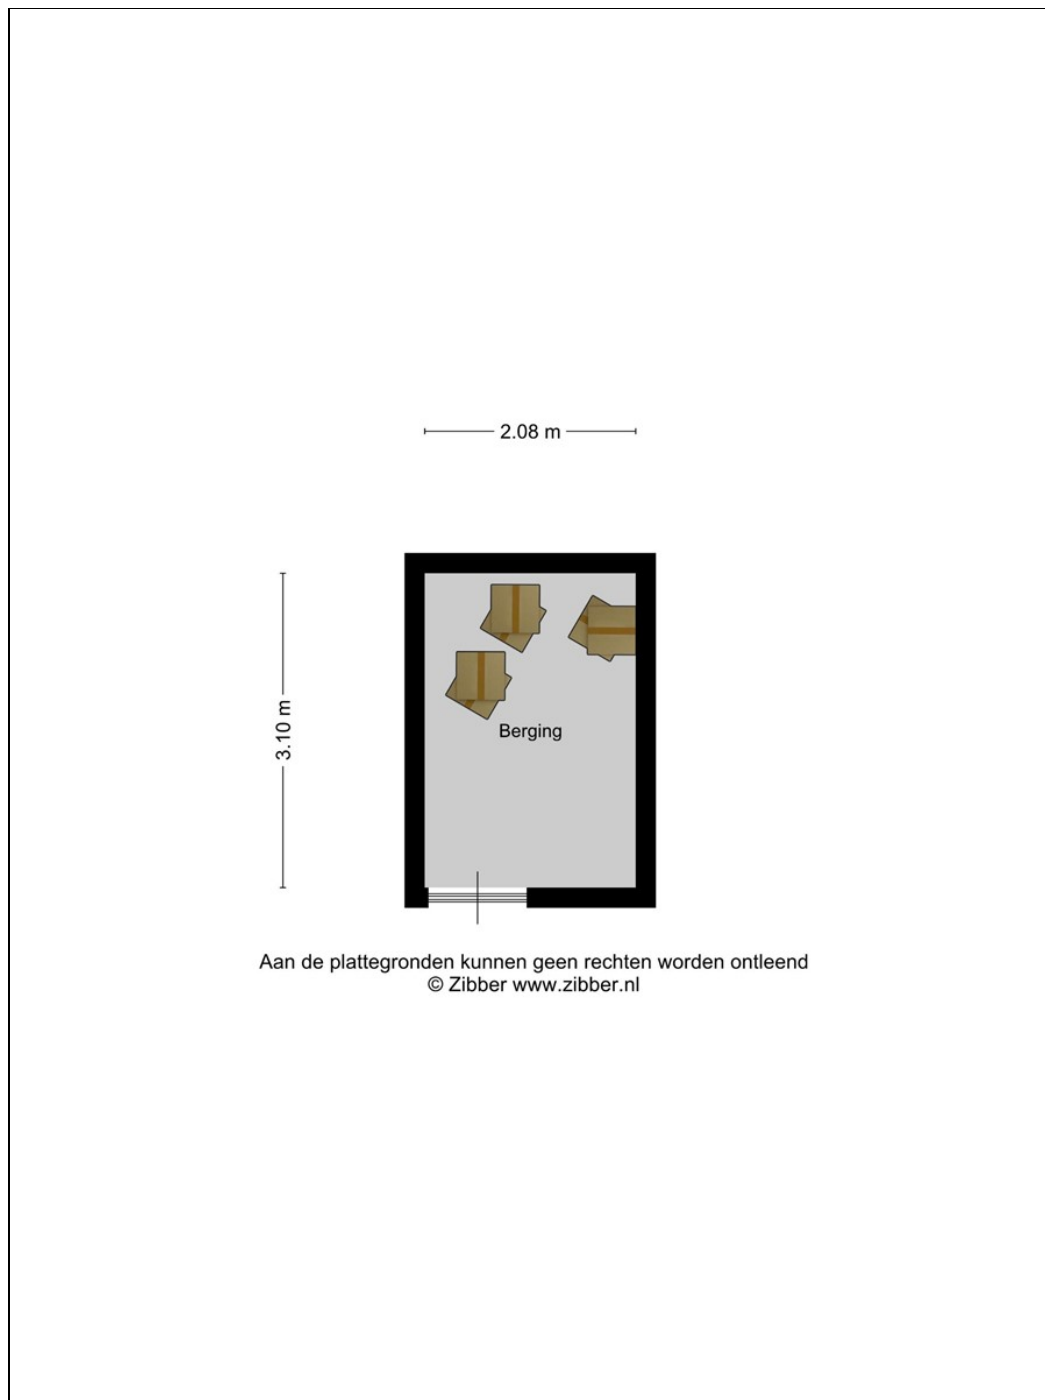 2.08 m
3.10 m
Berging
Aan de plattegronden kunnen geen rechten worden ontleend
© Zibber www.zibber.nl